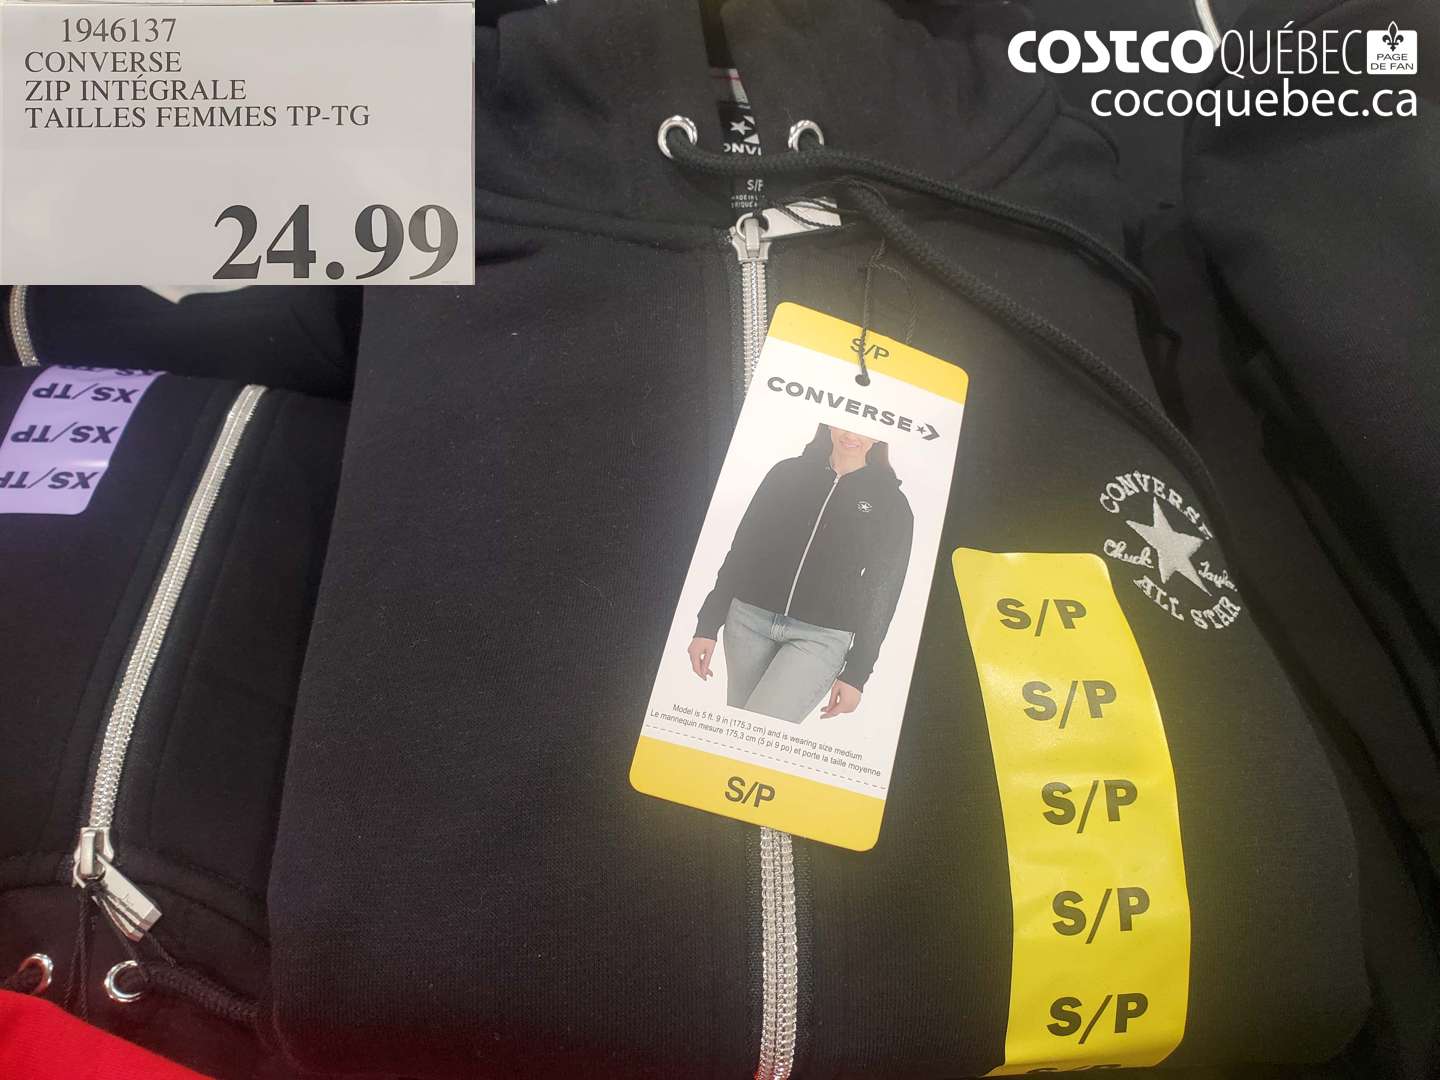 1946137
CONVERSE
ZIP INTÉGRALE
TAILLES FEMMES TP-TG
24.99
COSTCO QUÉBEC
PAGE
DE FAN
cocoquebec.ca
S/P
S/P
CONVERSE
Model is 5 ft. 9 in (175,3 cm) and is wearing size medium
Le mannequin mesure 175,3 cm (5 pi 9 po) et porte la taille moyenne
S/P
XS/TP
XS/TP
XS/TP
CONVERSE
Chuck Taylor
ALL STAR
S/P
S/P
S/P
S/P
S/P